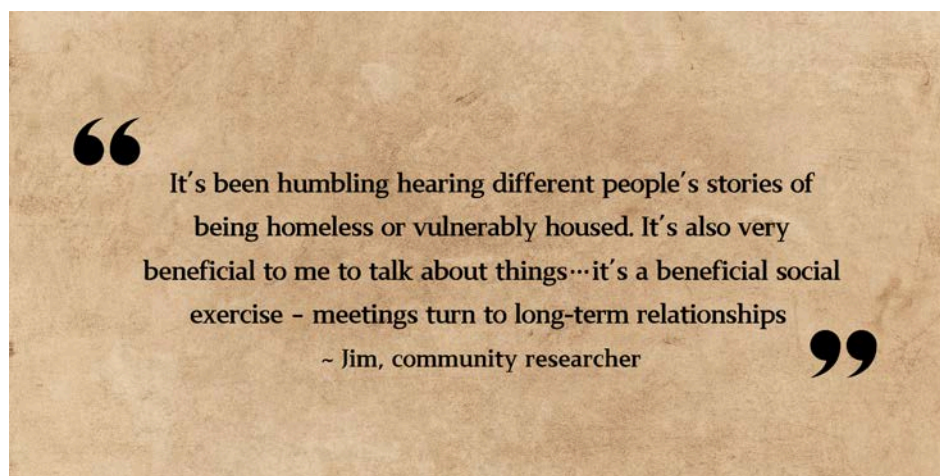 “
It's been humbling hearing different people's stories of
being homeless or vulnerably housed. It's also very
beneficial to me to talk about things…it's a beneficial social
exercise – meetings turn to long-term relationships
~ Jim, community researcher
”